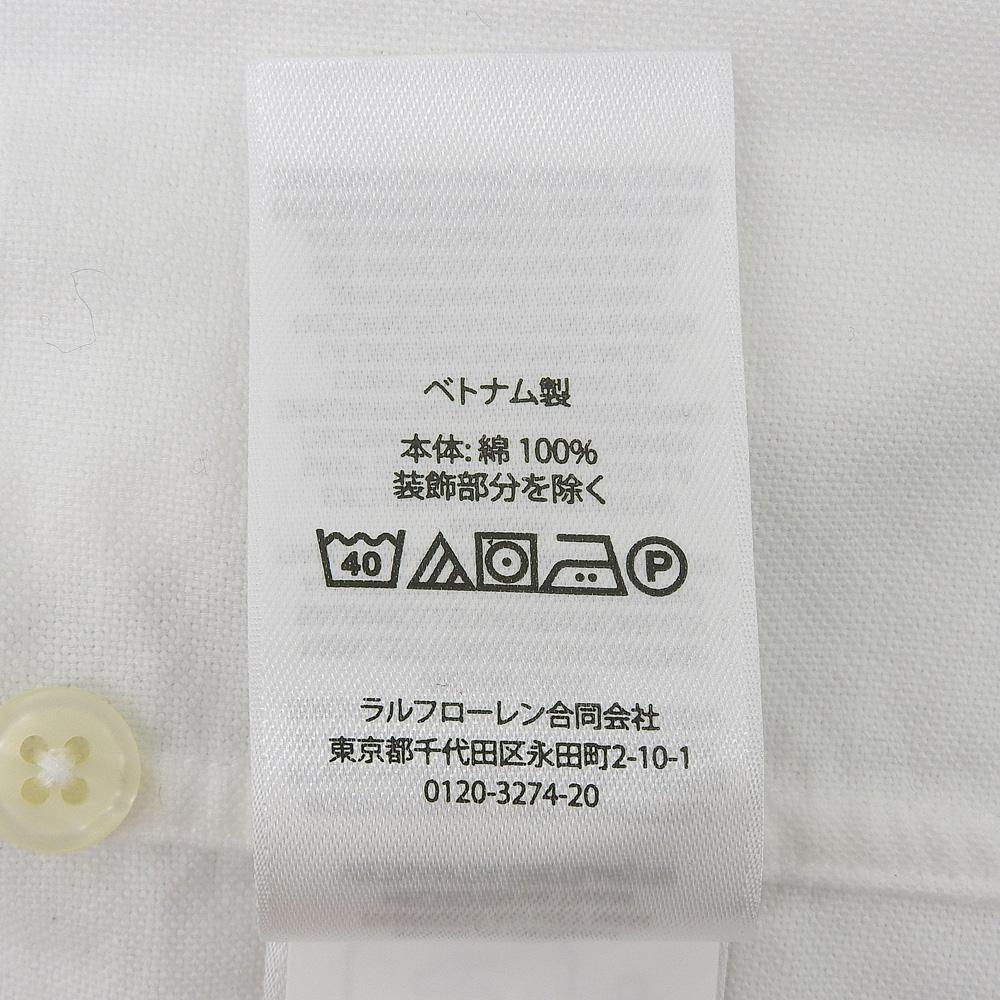 ベトナム製
本体: 綿 100%
装飾部分を除く
40 P
ラルフローレン合同会社
東京都千代田区永田町2-10-1
0120-3274-20